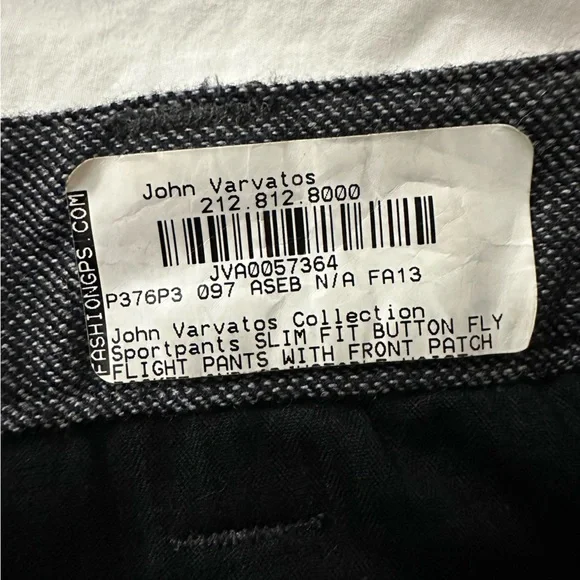 John Varvatos
212.812.8000
JVA0057364
P376P3 097 ASEB N/A FA13
John Varvatos Collection
Sportpants SLIM FIT BUTTON FLY
FLIGHT PANTS WITH FRONT PATCH
FASHIONGPS.COM